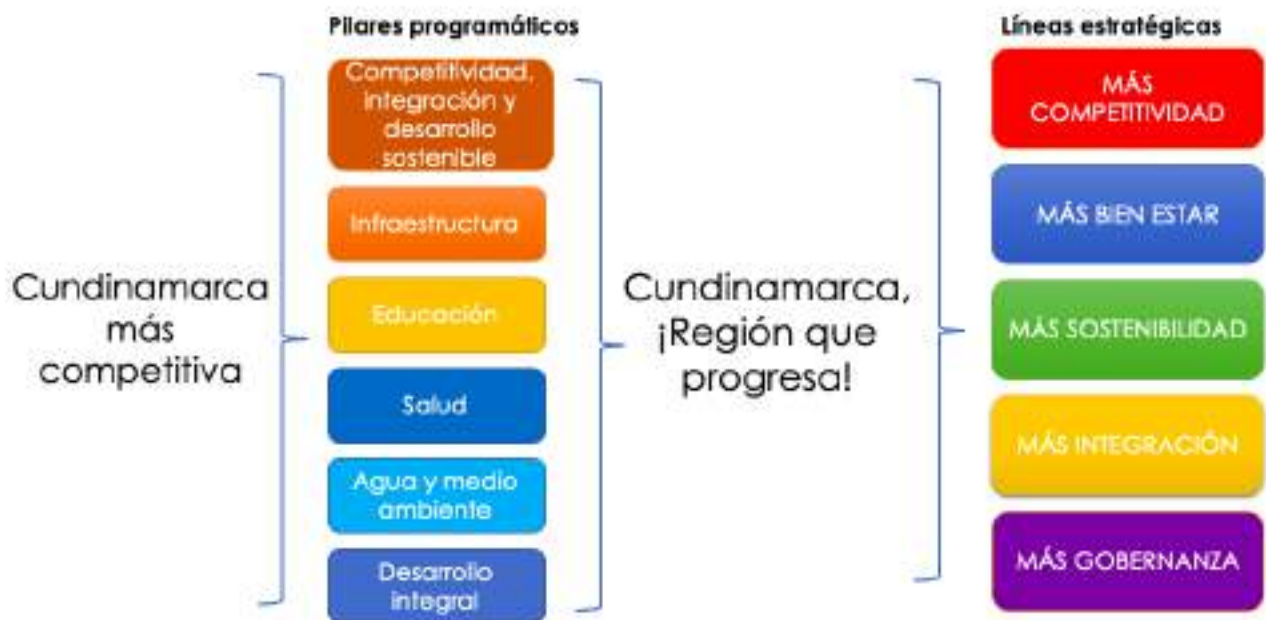 Pilares programáticos
Líneas estratégicas
Cundinamarca
más
competitiva
Competitividad,
integración y
desarrollo
sostenible
Infraestructura
Educación
Salud
Agua y medio
ambiente
Desarrollo
integral
Cundinamarca,
¡Región que
progresa!
MÁS
COMPETITIVIDAD
MÁS BIEN ESTAR
MÁS SOSTENIBILIDAD
MÁS INTEGRACIÓN
MÁS GOBERNANZA